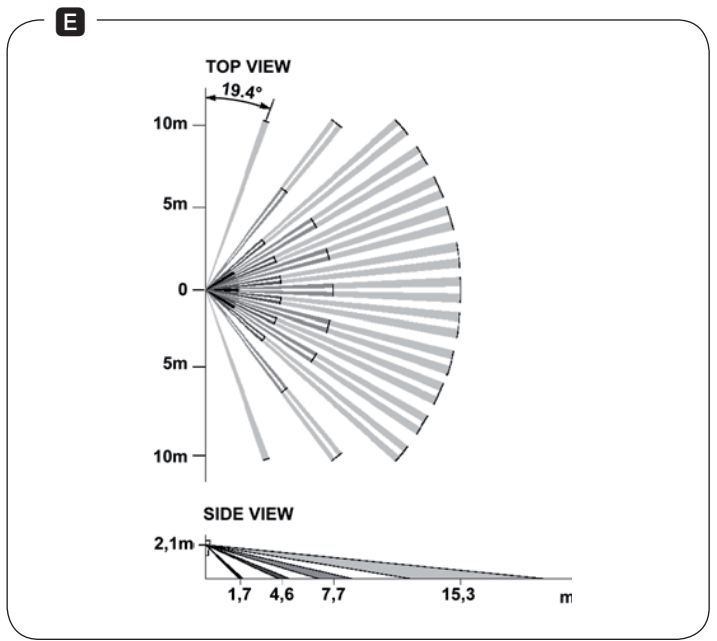 E
TOP VIEW
19.4°
10m
5m
0
5m
10m
SIDE VIEW
2,1m
1,7 4,6 7,7 15,3 m